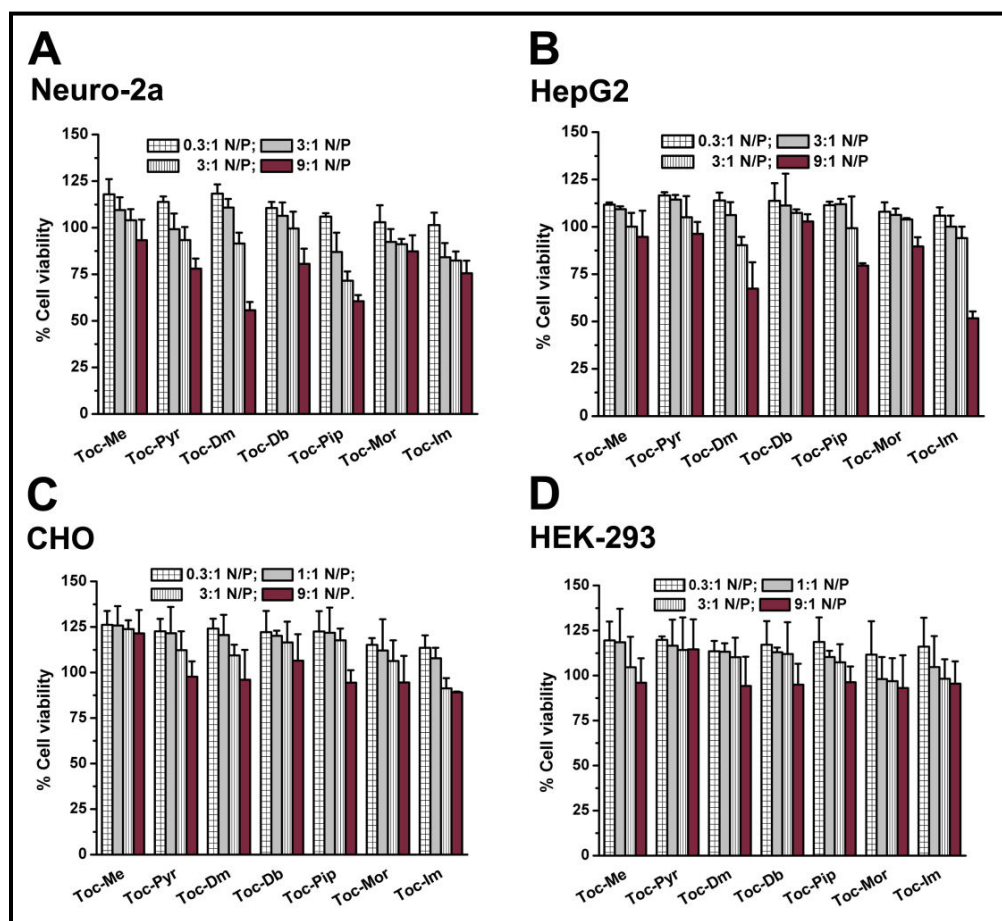 A
Neuro-2a
150
125
100
75
50
25
0
% Cell viability
0.3:1 N/P; 3:1 N/P
3:1 N/P; 9:1 N/P
Toc-Me Toc-Pyr Toc-Dm Toc-Db Toc-Pip Toc-Mor Toc-Im
B
HepG2
150
125
100
75
50
25
0
% Cell viability
0.3:1 N/P; 3:1 N/P
3:1 N/P; 9:1 N/P
Toc-Me Toc-Pyr Toc-Dm Toc-Db Toc-Pip Toc-Mor Toc-Im
C
CHO
150
125
100
75
50
25
0
% Cell viability
0.3:1 N/P; 1:1 N/P;
3:1 N/P; 9:1 N/P.
Toc-Me Toc-Pyr Toc-Dm Toc-Db Toc-Pip Toc-Mor Toc-Im
D
HEK-293
150
125
100
75
50
25
0
% Cell viability
0.3:1 N/P; 1:1 N/P
3:1 N/P; 9:1 N/P
Toc-Me Toc-Pyr Toc-Dm Toc-Db Toc-Pip Toc-Mor Toc-Im